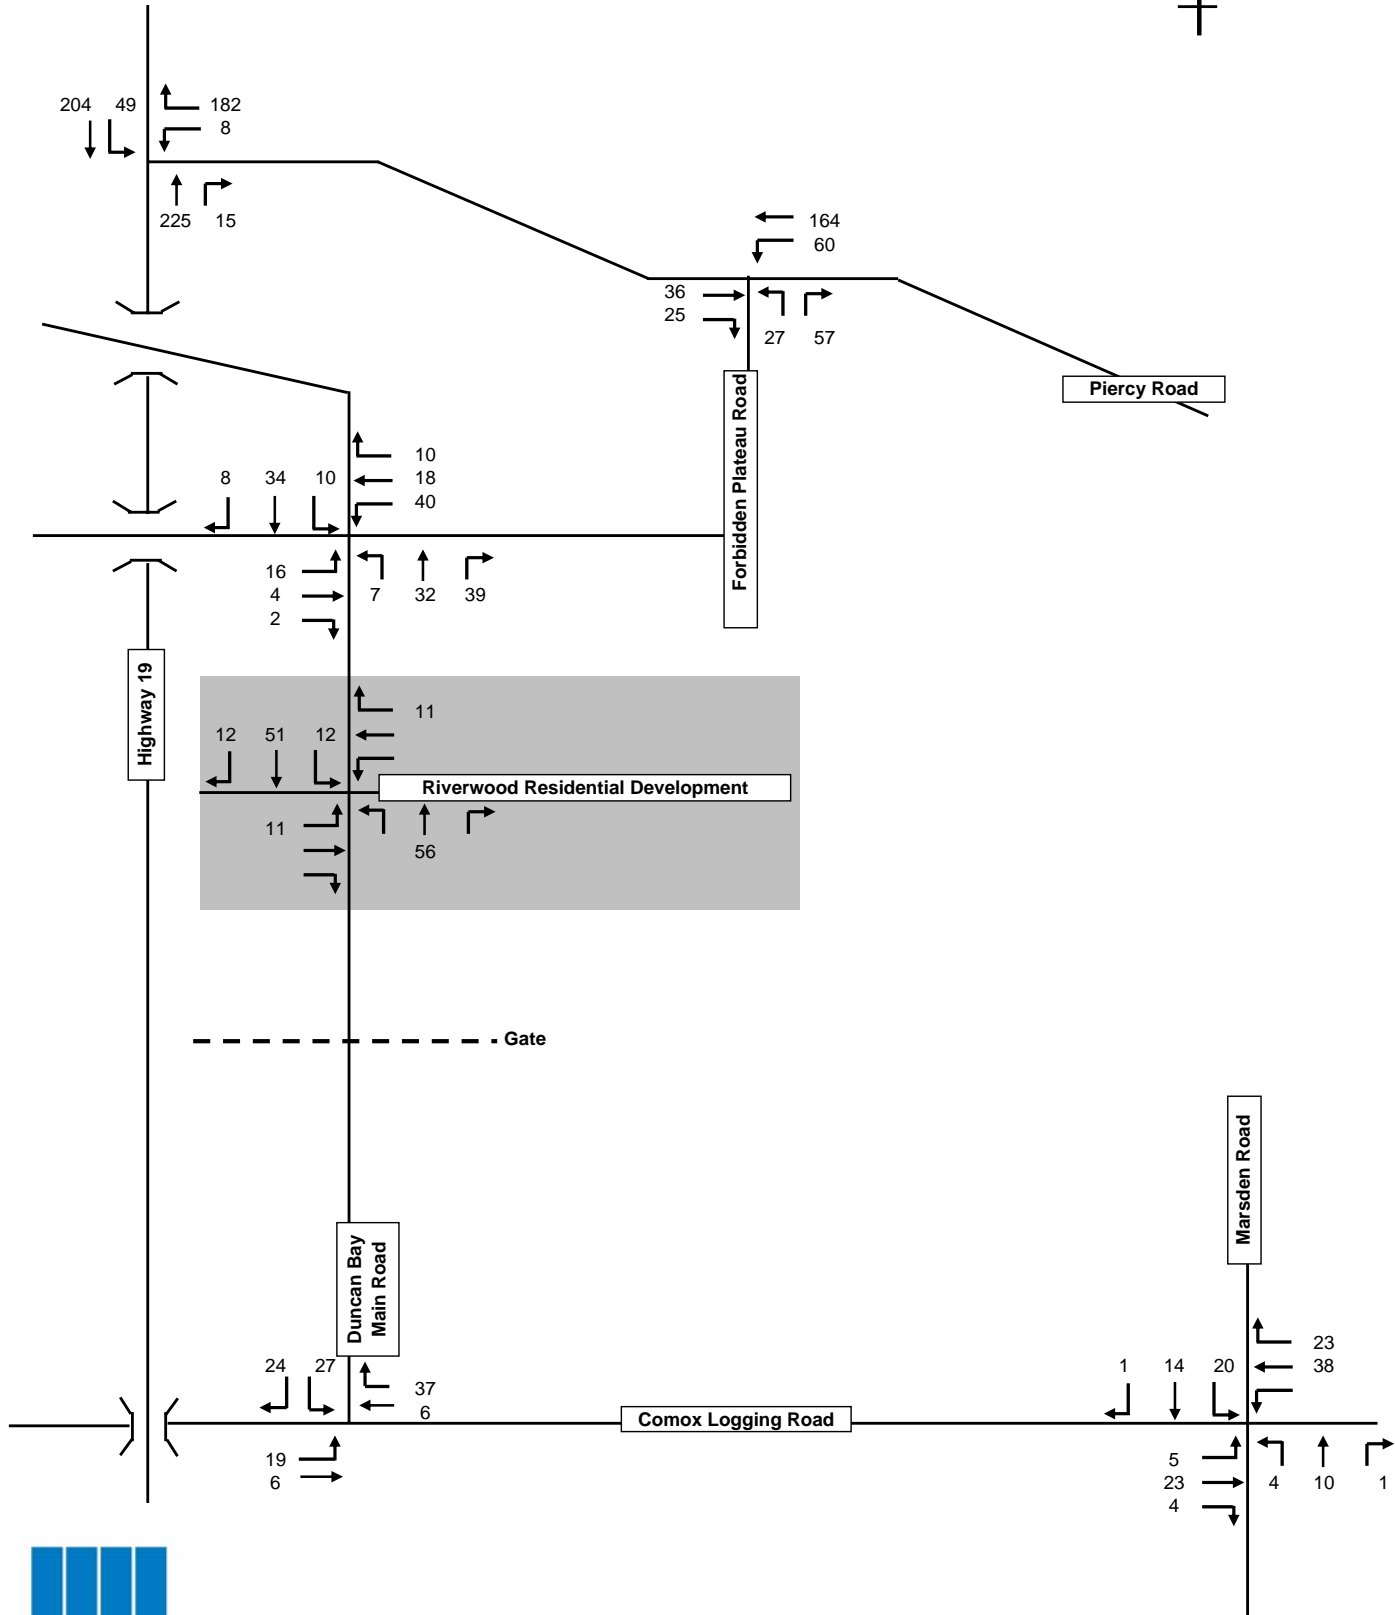 204 49 182
8
225 15
164
60
36
25
27 57
Piercy Road
Forbidden Plateau Road
10
8 34 10 18
40
16
4 7 32 39
2
Highway 19
11
12 51 12
Riverwood Residential Development
11
56
Gate
Marsden Road
Duncan Bay
Main Road
23
24 27 1 14 20 38
37
6
Comox Logging Road
19 5
6 23 4 10 1
4